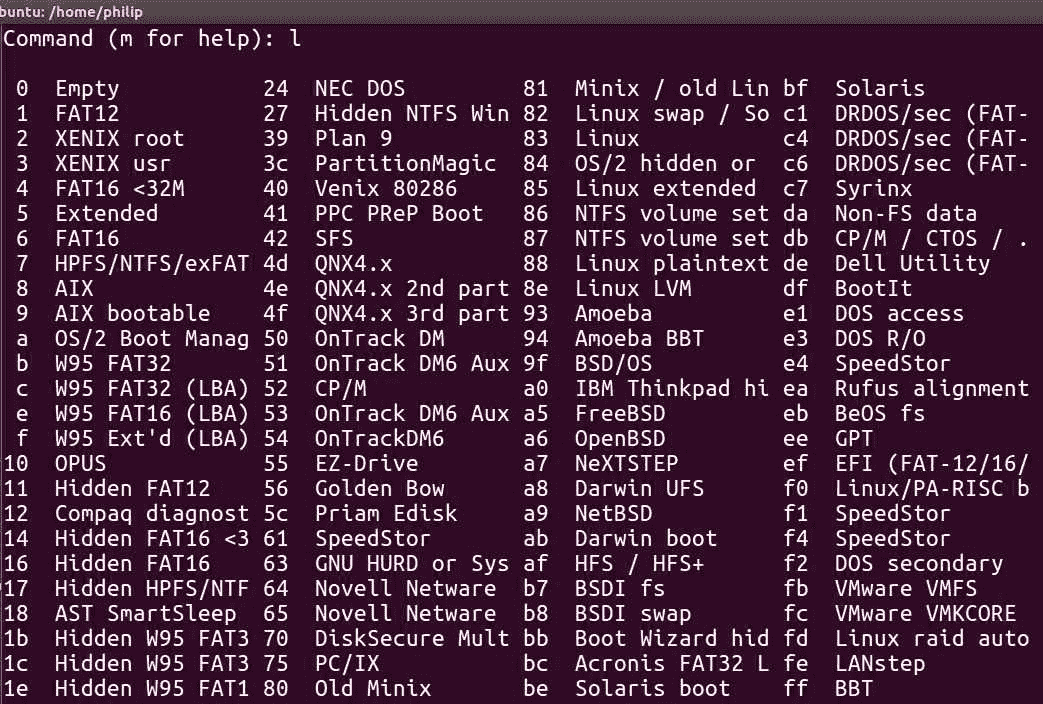 buntu: /home/philip
Command (m for help): l
0 Empty 24 NEC DOS 81 Minix / old Lin bf Solaris
1 FAT12 27 Hidden NTFS Win 82 Linux swap / So c1 DRDOS/sec (FAT-
2 XENIX root 39 Plan 9 83 Linux c4 DRDOS/sec (FAT-
3 XENIX usr 3c PartitionMagic 84 OS/2 hidden or c6 DRDOS/sec (FAT-
4 FAT16 <32M 40 Venix 80286 85 Linux extended c7 Syrinx
5 Extended 41 PPC PReP Boot 86 NTFS volume set da Non-FS data
6 FAT16 42 SFS 87 NTFS volume set db CP/M / CTOS / .
7 HPFS/NTFS/exFAT 4d QNX4.x 88 Linux plaintext de Dell Utility
8 AIX 4e QNX4.x 2nd part 8e Linux LVM df BootIt
9 AIX bootable 4f QNX4.x 3rd part 93 Amoeba e1 DOS access
a OS/2 Boot Manag 50 OnTrack DM 94 Amoeba BBT e3 DOS R/O
b W95 FAT32 51 OnTrack DM6 Aux 9f BSD/OS e4 SpeedStor
c W95 FAT32 (LBA) 52 CP/M a0 IBM Thinkpad hi ea Rufus alignment
e W95 FAT16 (LBA) 53 OnTrack DM6 Aux a5 FreeBSD eb BeOS fs
f W95 Ext'd (LBA) 54 OnTrackDM6 a6 OpenBSD ee GPT
10 OPUS 55 EZ-Drive a7 NeXTSTEP ef EFI (FAT-12/16/
11 Hidden FAT12 56 Golden Bow a8 Darwin UFS f0 Linux/PA-RISC b
12 Compaq diagnost 5c Priam Edisk a9 NetBSD f1 SpeedStor
14 Hidden FAT16 <3 61 SpeedStor ab Darwin boot f4 SpeedStor
16 Hidden FAT16 63 GNU HURD or Sys af HFS / HFS+ f2 DOS secondary
17 Hidden HPFS/NTF 64 Novell Netware b7 BSDI fs fb VMware VMFS
18 AST SmartSleep 65 Novell Netware b8 BSDI swap fc VMware VMKCORE
1b Hidden W95 FAT3 70 DiskSecure Mult bb Boot Wizard hid fd Linux raid auto
1c Hidden W95 FAT3 75 PC/IX bc Acronis FAT32 L fe LANstep
1e Hidden W95 FAT1 80 Old Minix be Solaris boot ff BBT